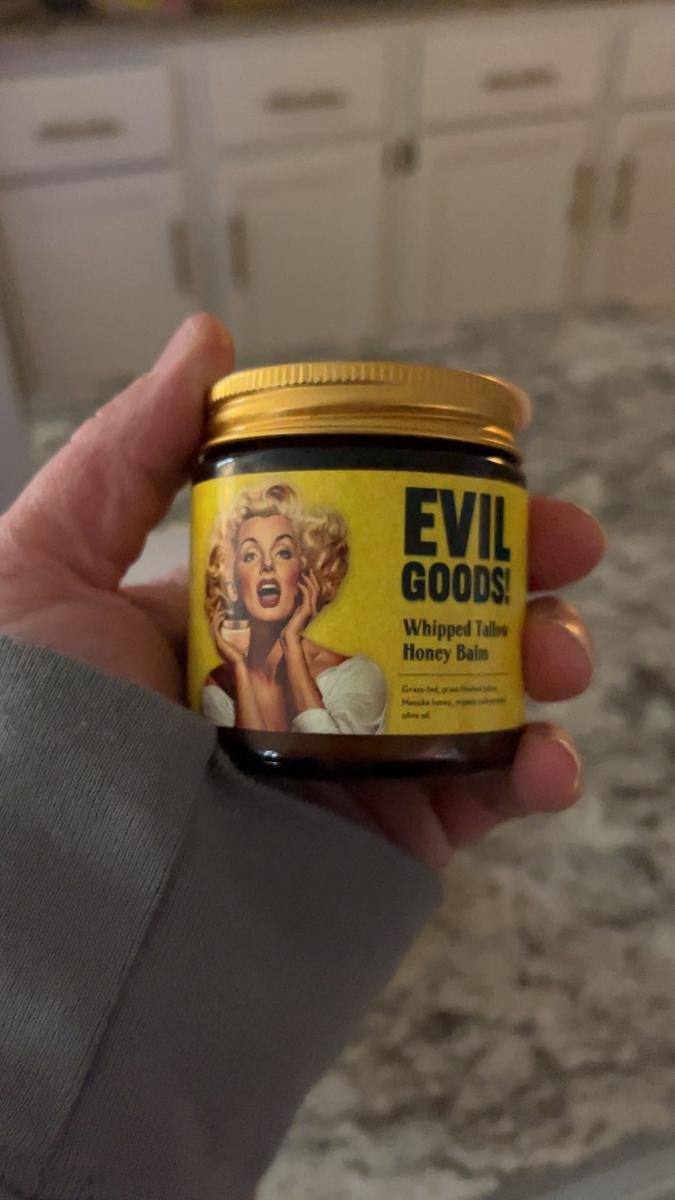 EVIL
GOODS!
Whipped Tallow
Honey Balm
Grass-fed, grass-finished tallow,
Manuka honey, organic cold-pressed
olive oil